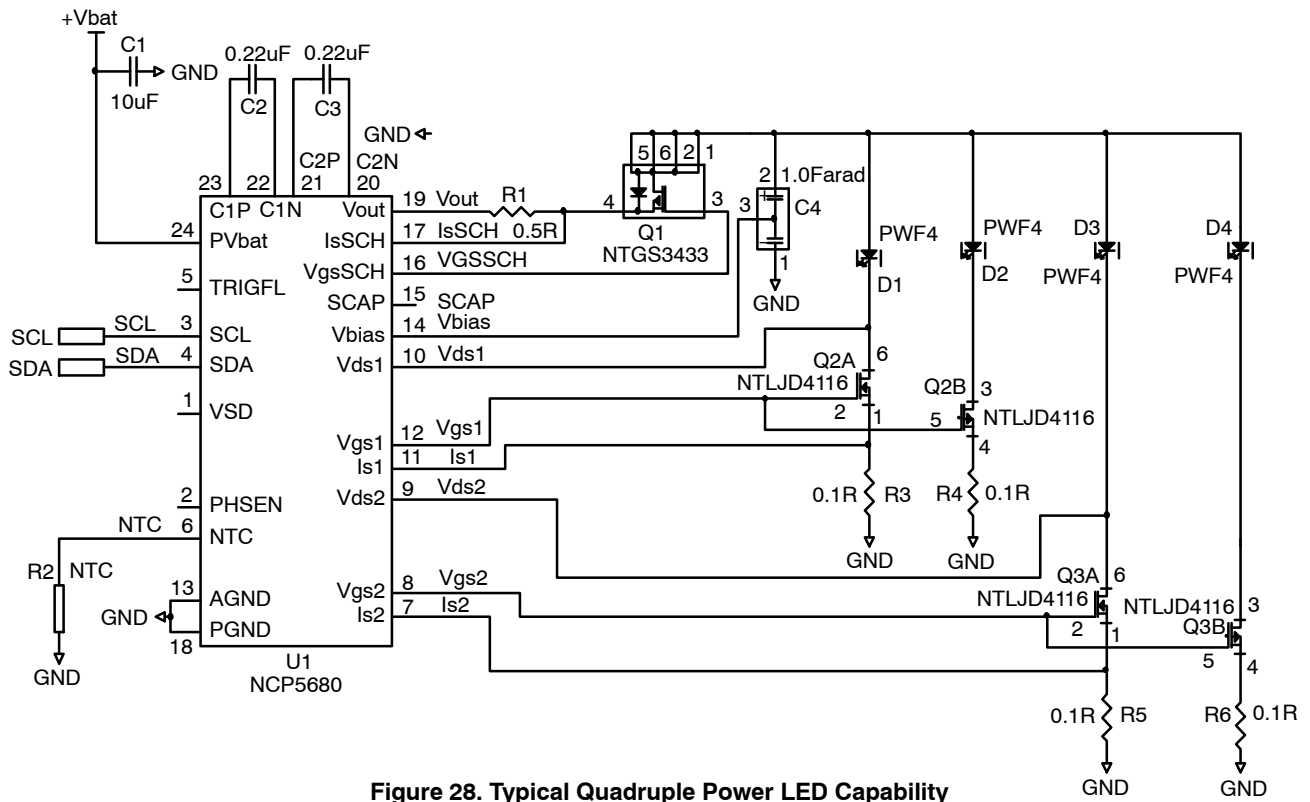 +Vbat
C1
GND
10uF
0.22uF
0.22uF
C2
C3
GND
C2P
C2N
23
22
21
20
C1P
C1N
24
PVbat
5
TRIGFL
SCL
SCL
3
SCL
SDA
SDA
4
SDA
1
VSD
2
PHSEN
NTC
6
NTC
R2
NTC
GND
13
AGND
GND
PGND
18
U1
NCP5680
Vout
19
Vout
IsSCH
17
IsSCH
VgsSCH
16
VGSSCH
SCAP
15
SCAP
Vbias
14
Vbias
Vds1
10
Vds1
Vgs1
12
Vgs1
Is1
11
Is1
Vds2
9
Vds2
Vgs2
8
Vgs2
Is2
7
Is2
R1
0.5R
5
6
2
1
4
3
Q1
NTGS3433
2
1.0Farad
+
3
C4
1
GND
PWF4
D1
PWF4
D2
D3
PWF4
D4
PWF4
Q2A
6
NTLJD4116
2
1
Q2B
3
NTLJD4116
5
4
0.1R
R3
R4
0.1R
GND
GND
Q3A
6
NTLJD4116
2
1
NTLJD4116
3
Q3B
5
4
0.1R
R5
R6
0.1R
GND
GND
Figure 28. Typical Quadruple Power LED Capability